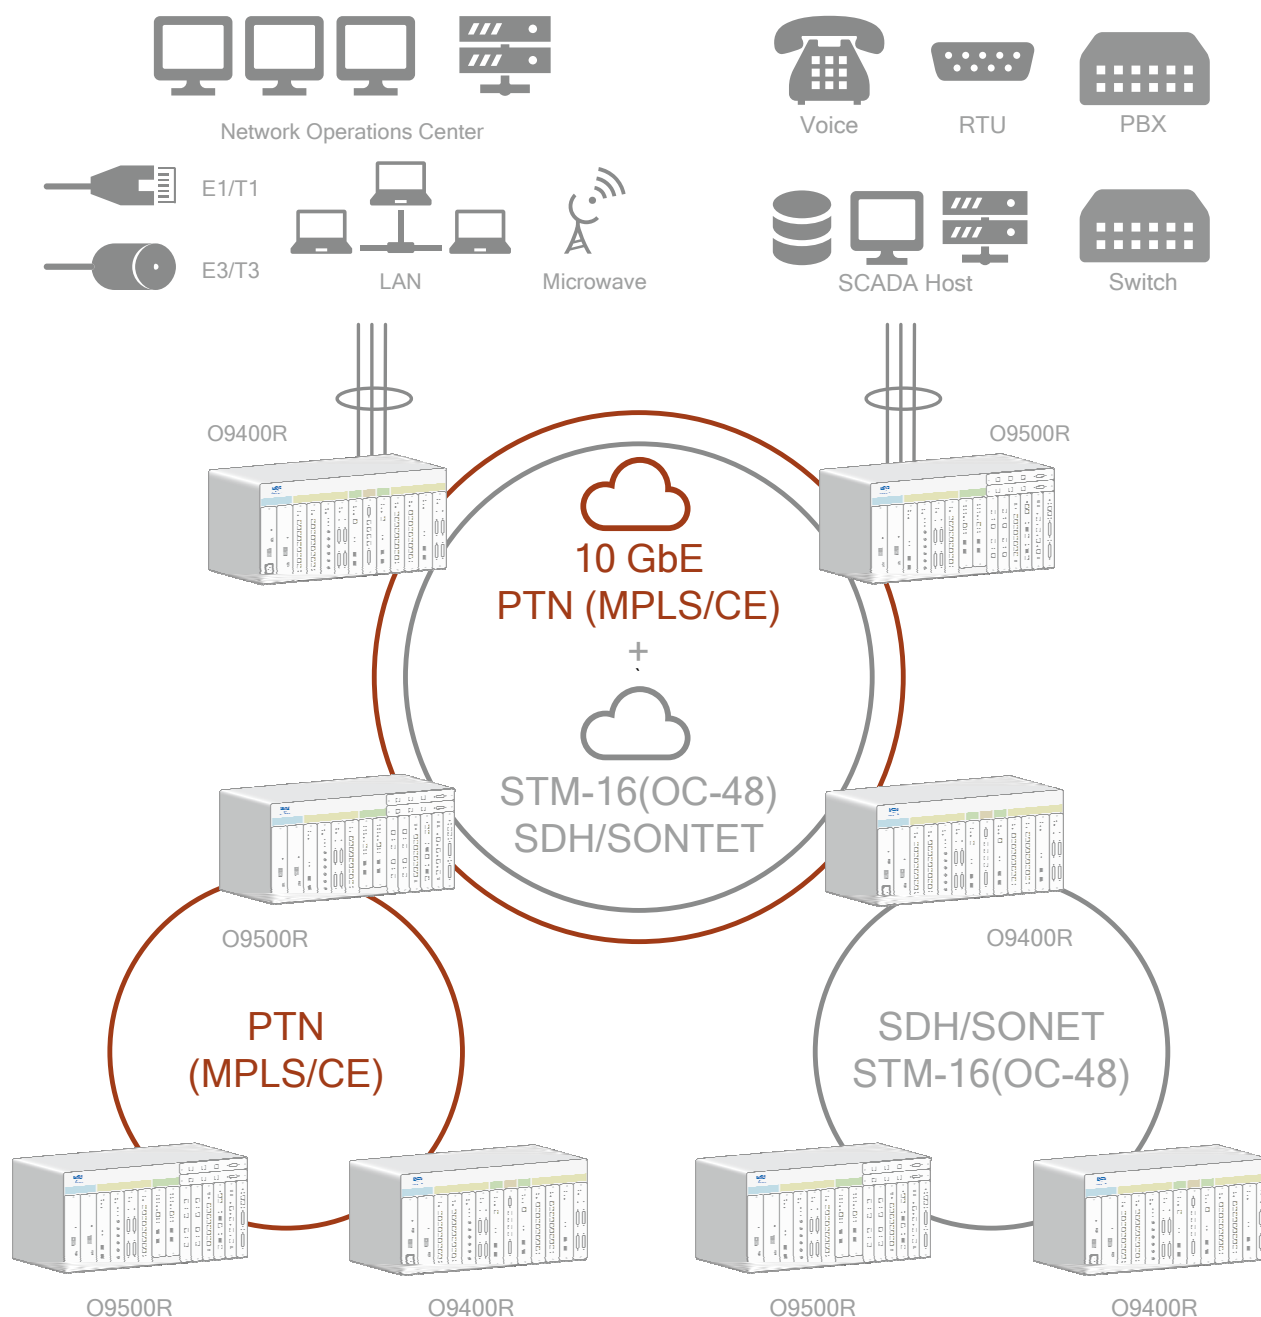 Network Operations Center
Voice
RTU
PBX
E1/T1
E3/T3
LAN
Microwave
SCADA Host
Switch
O9400R
O9500R
10 GbE
PTN (MPLS/CE)
+
STM-16(OC-48)
SDH/SONTET
O9500R
O9400R
PTN
(MPLS/CE)
SDH/SONET
STM-16(OC-48)
O9500R
O9400R
O9500R
O9400R